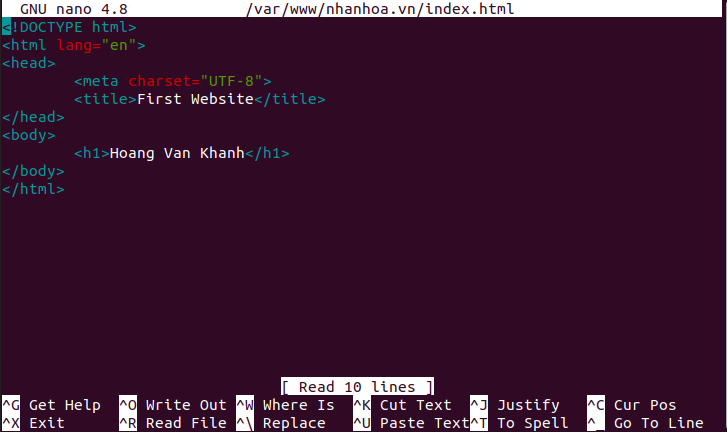 GNU nano 4.8 /var/www/nhanhoa.vn/index.html
<!DOCTYPE html>
<html lang="en">
<head>
        <meta charset="UTF-8">
        <title>First Website</title>
</head>
<body>
        <h1>Hoang Van Khanh</h1>
</body>
</html>
[ Read 10 lines ]
^G Get Help ^O Write Out ^W Where Is ^K Cut Text ^J Justify ^C Cur Pos
^X Exit ^R Read File ^\ Replace ^U Paste Text ^T To Spell ^_ Go To Line